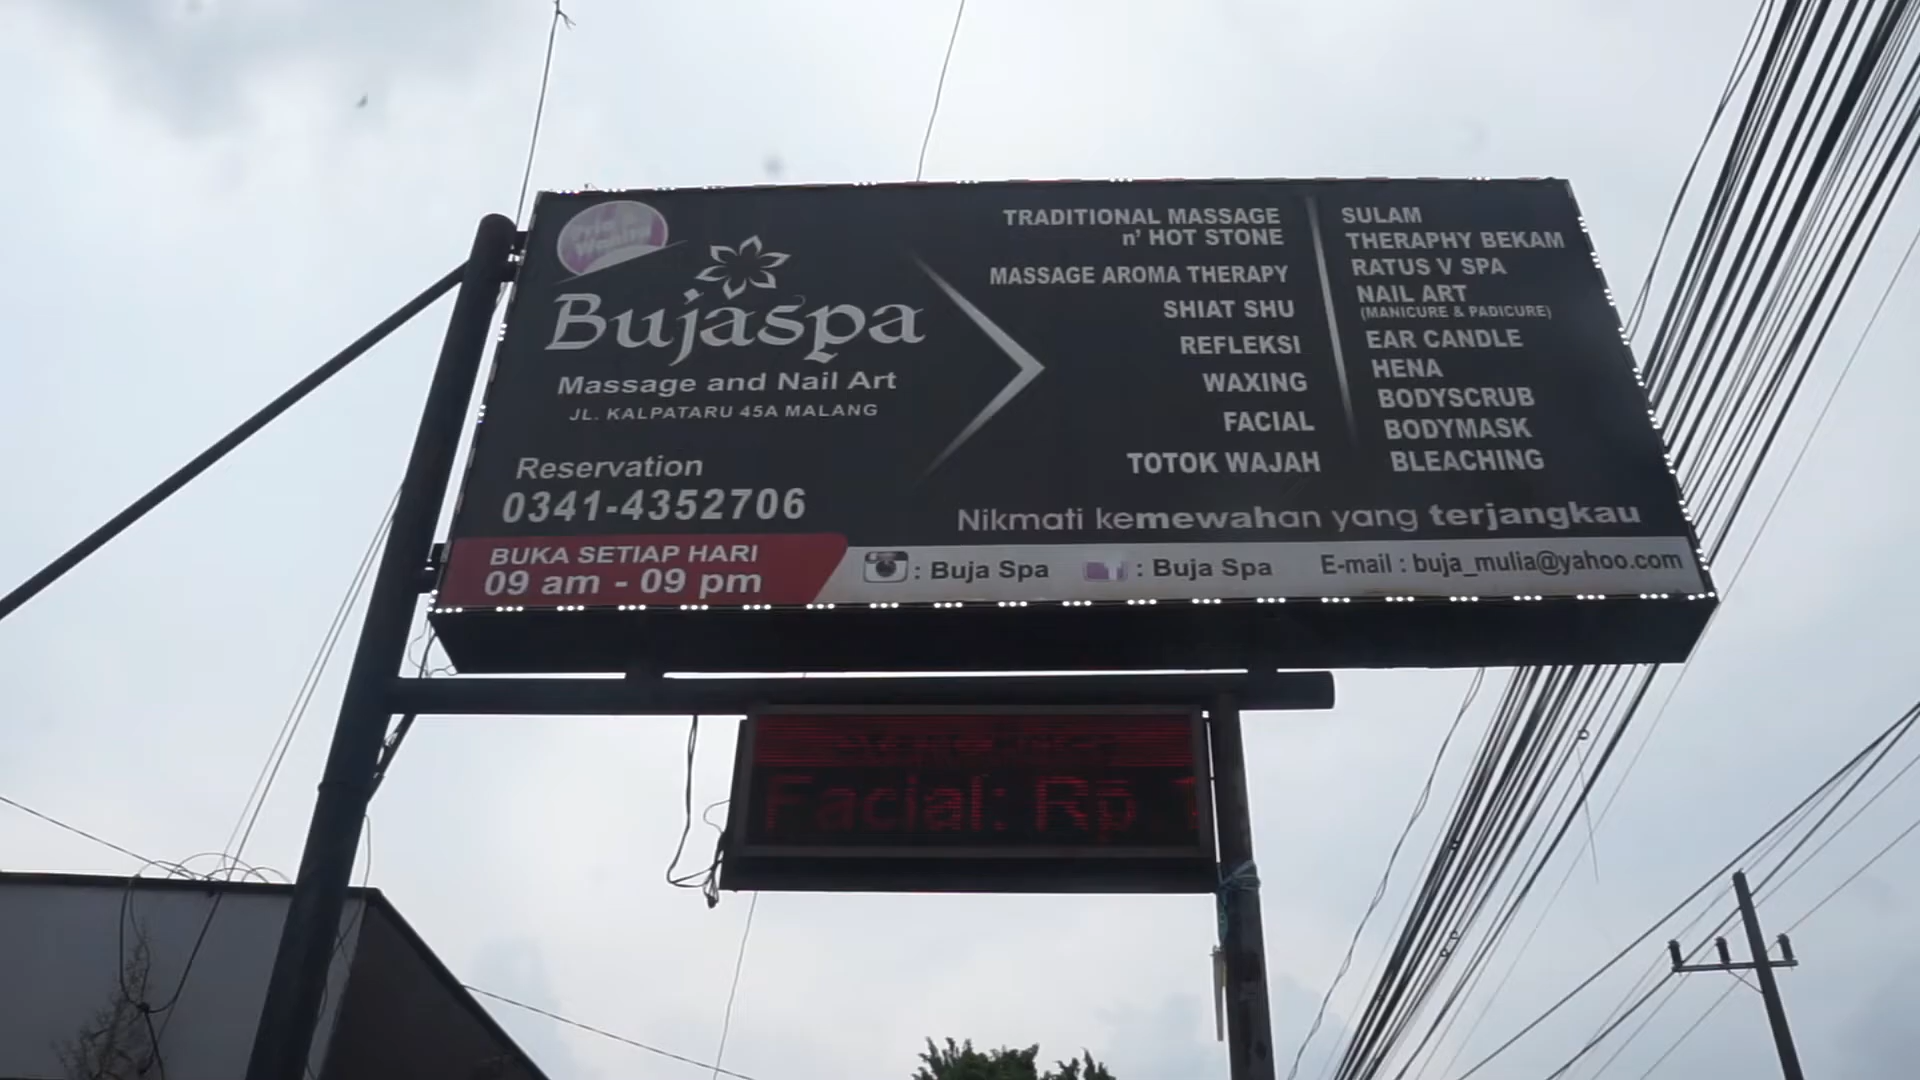 Pria
Wanita
Bujaspa
Massage and Nail Art
JL. KALPATARU 45A MALANG
Reservation
0341-4352706
BUKA SETIAP HARI
09 am - 09 pm
TRADITIONAL MASSAGE
n' HOT STONE
MASSAGE AROMA THERAPY
SHIAT SHU
REFLEKSI
WAXING
FACIAL
TOTOK WAJAH
SULAM
THERAPHY BEKAM
RATUS V SPA
NAIL ART
(MANICURE & PADICURE)
EAR CANDLE
HENA
BODYSCRUB
BODYMASK
BLEACHING
Nikmati kemewahan yang terjangkau
: Buja Spa
: Buja Spa
E-mail : buja_mulia@yahoo.com
Facial: Rp